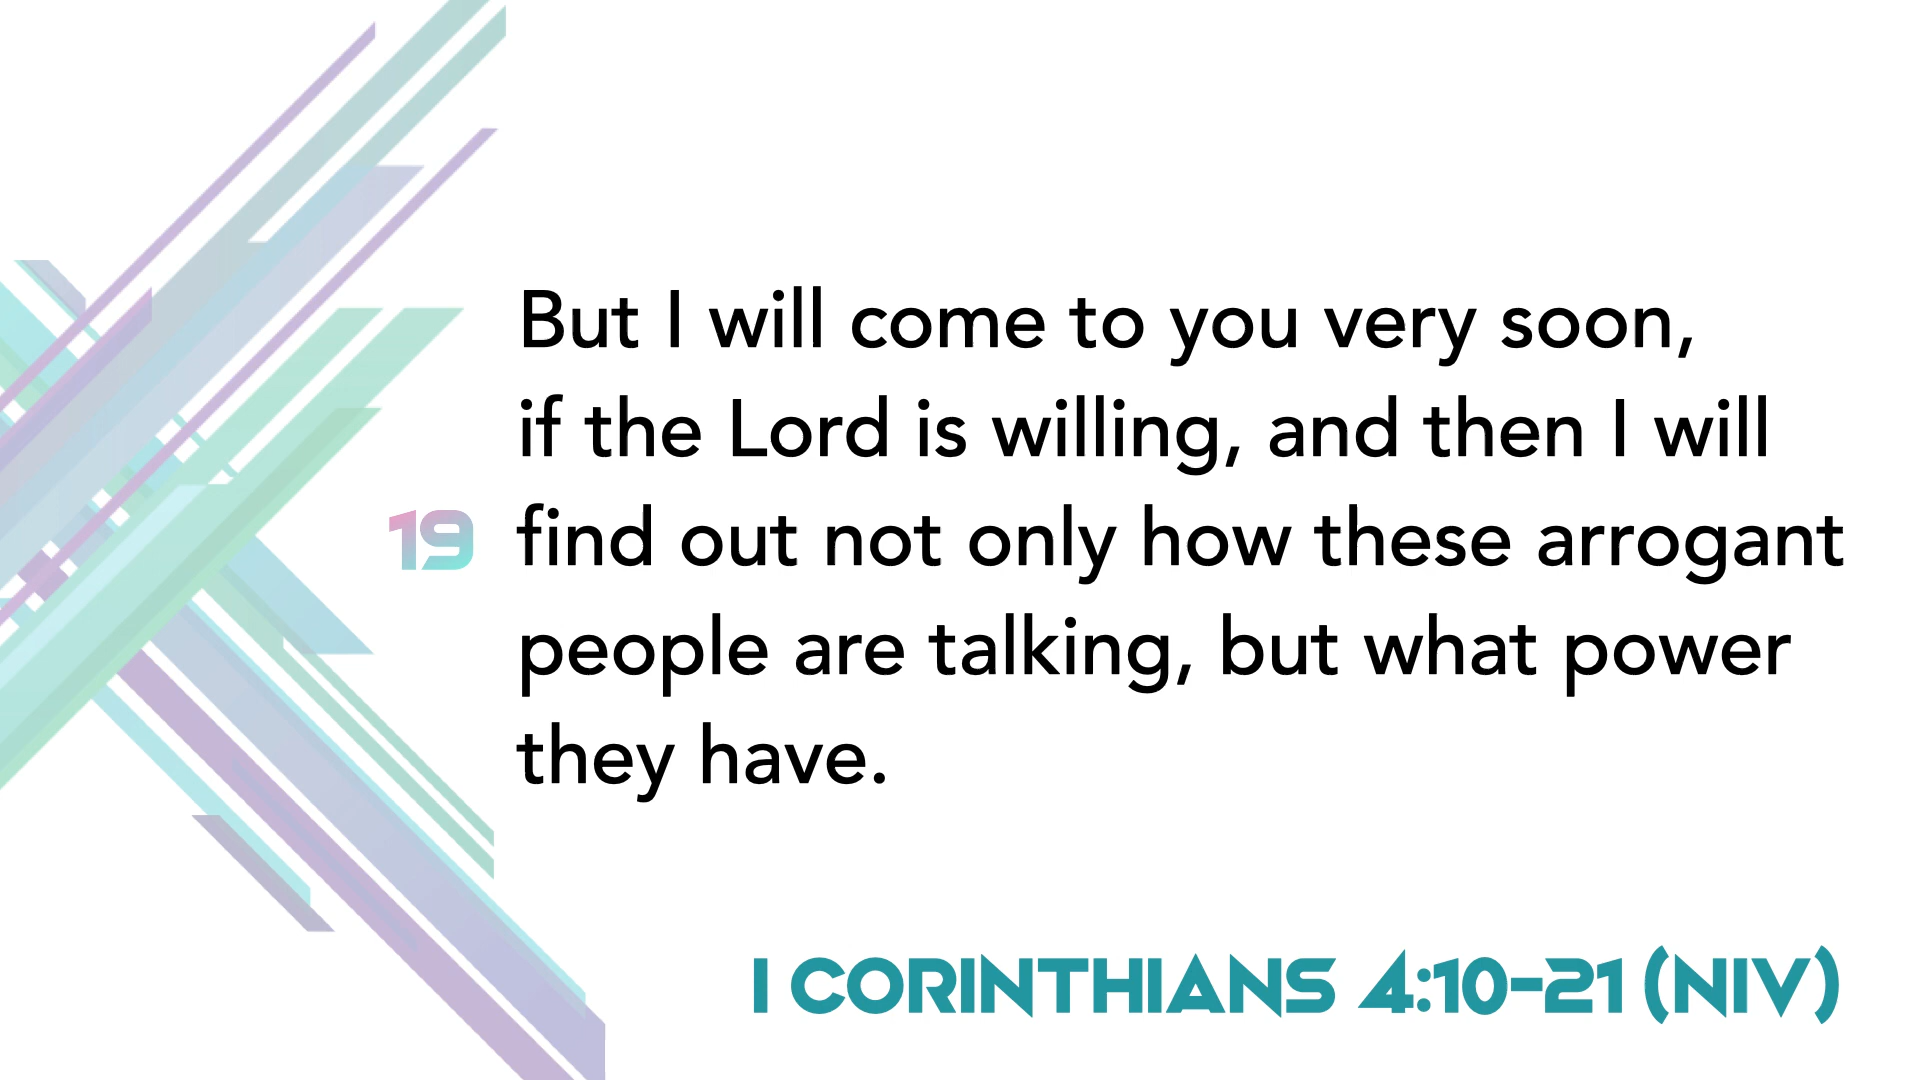 But I will come to you very soon,
if the Lord is willing, and then I will
19 find out not only how these arrogant
people are talking, but what power
they have.
I CORINTHIANS 4:10-21 (NIV)